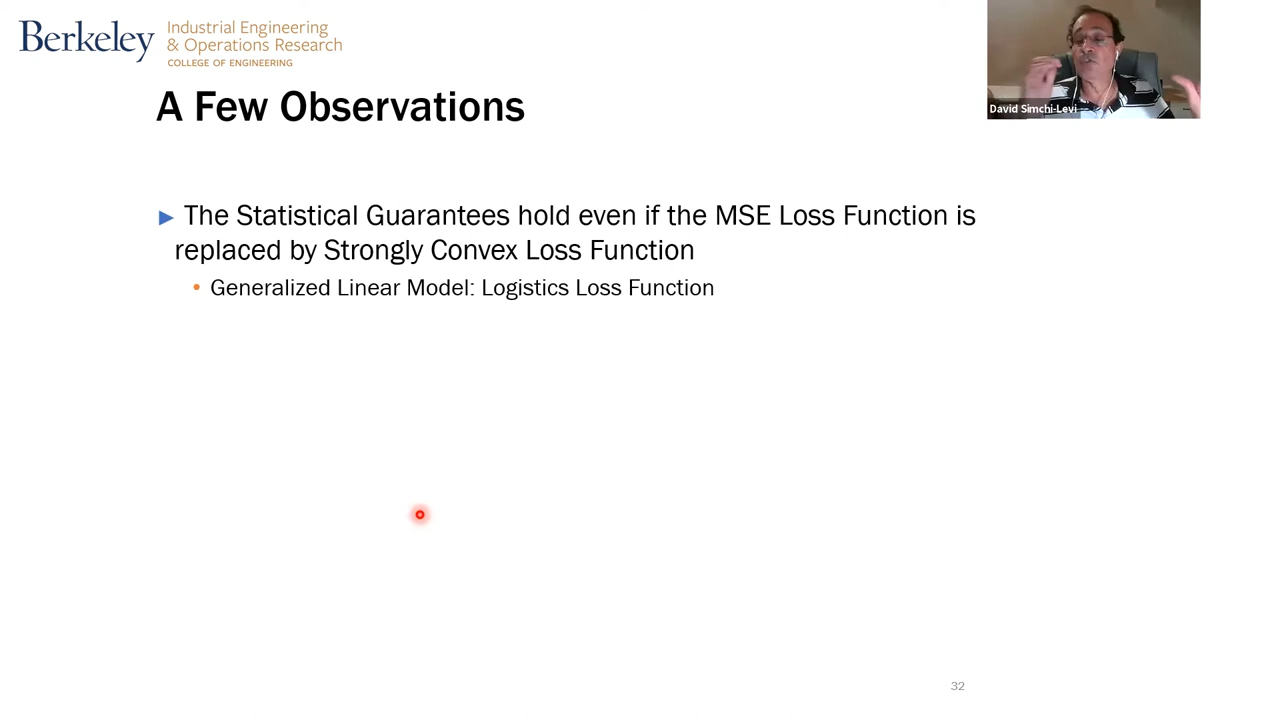 Berkeley
Industrial Engineering
& Operations Research
COLLEGE OF ENGINEERING
David Simchi-Levi
A Few Observations
The Statistical Guarantees hold even if the MSE Loss Function is
replaced by Strongly Convex Loss Function
Generalized Linear Model: Logistics Loss Function
32